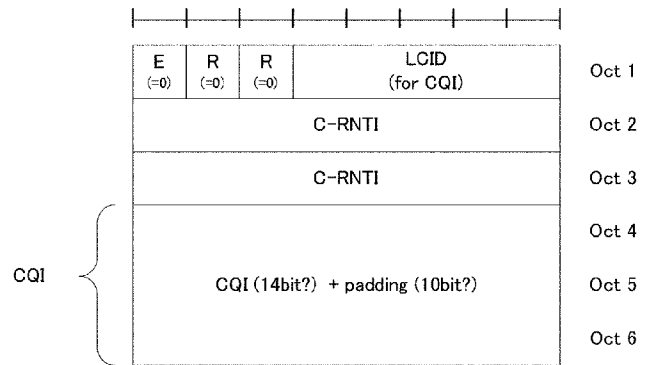 E R R LCID Oct 1
(=0) (=0) (=0) (for CQI)
C-RNTI Oct 2
C-RNTI Oct 3
Oct 4
CQI CQI (14bit?) + padding (10bit?) Oct 5
Oct 6